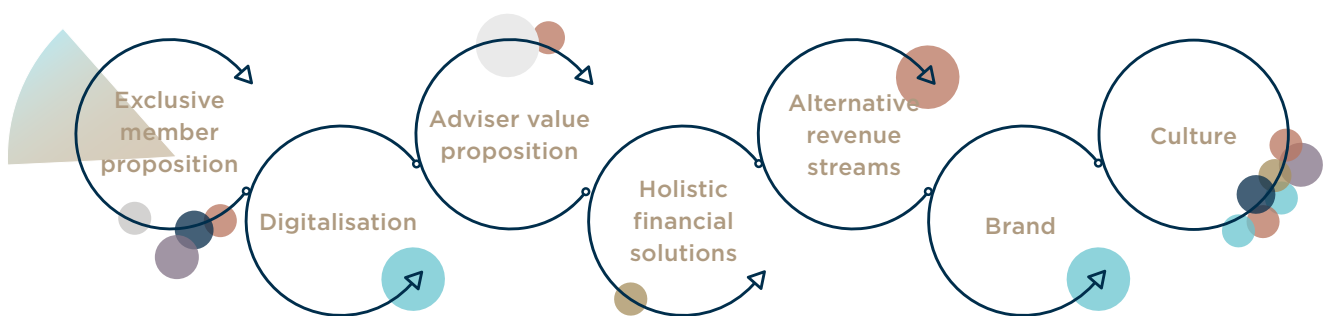 Exclusive
member
proposition
Digitalisation
Adviser value
proposition
Holistic
financial
solutions
Alternative
revenue
streams
Brand
Culture